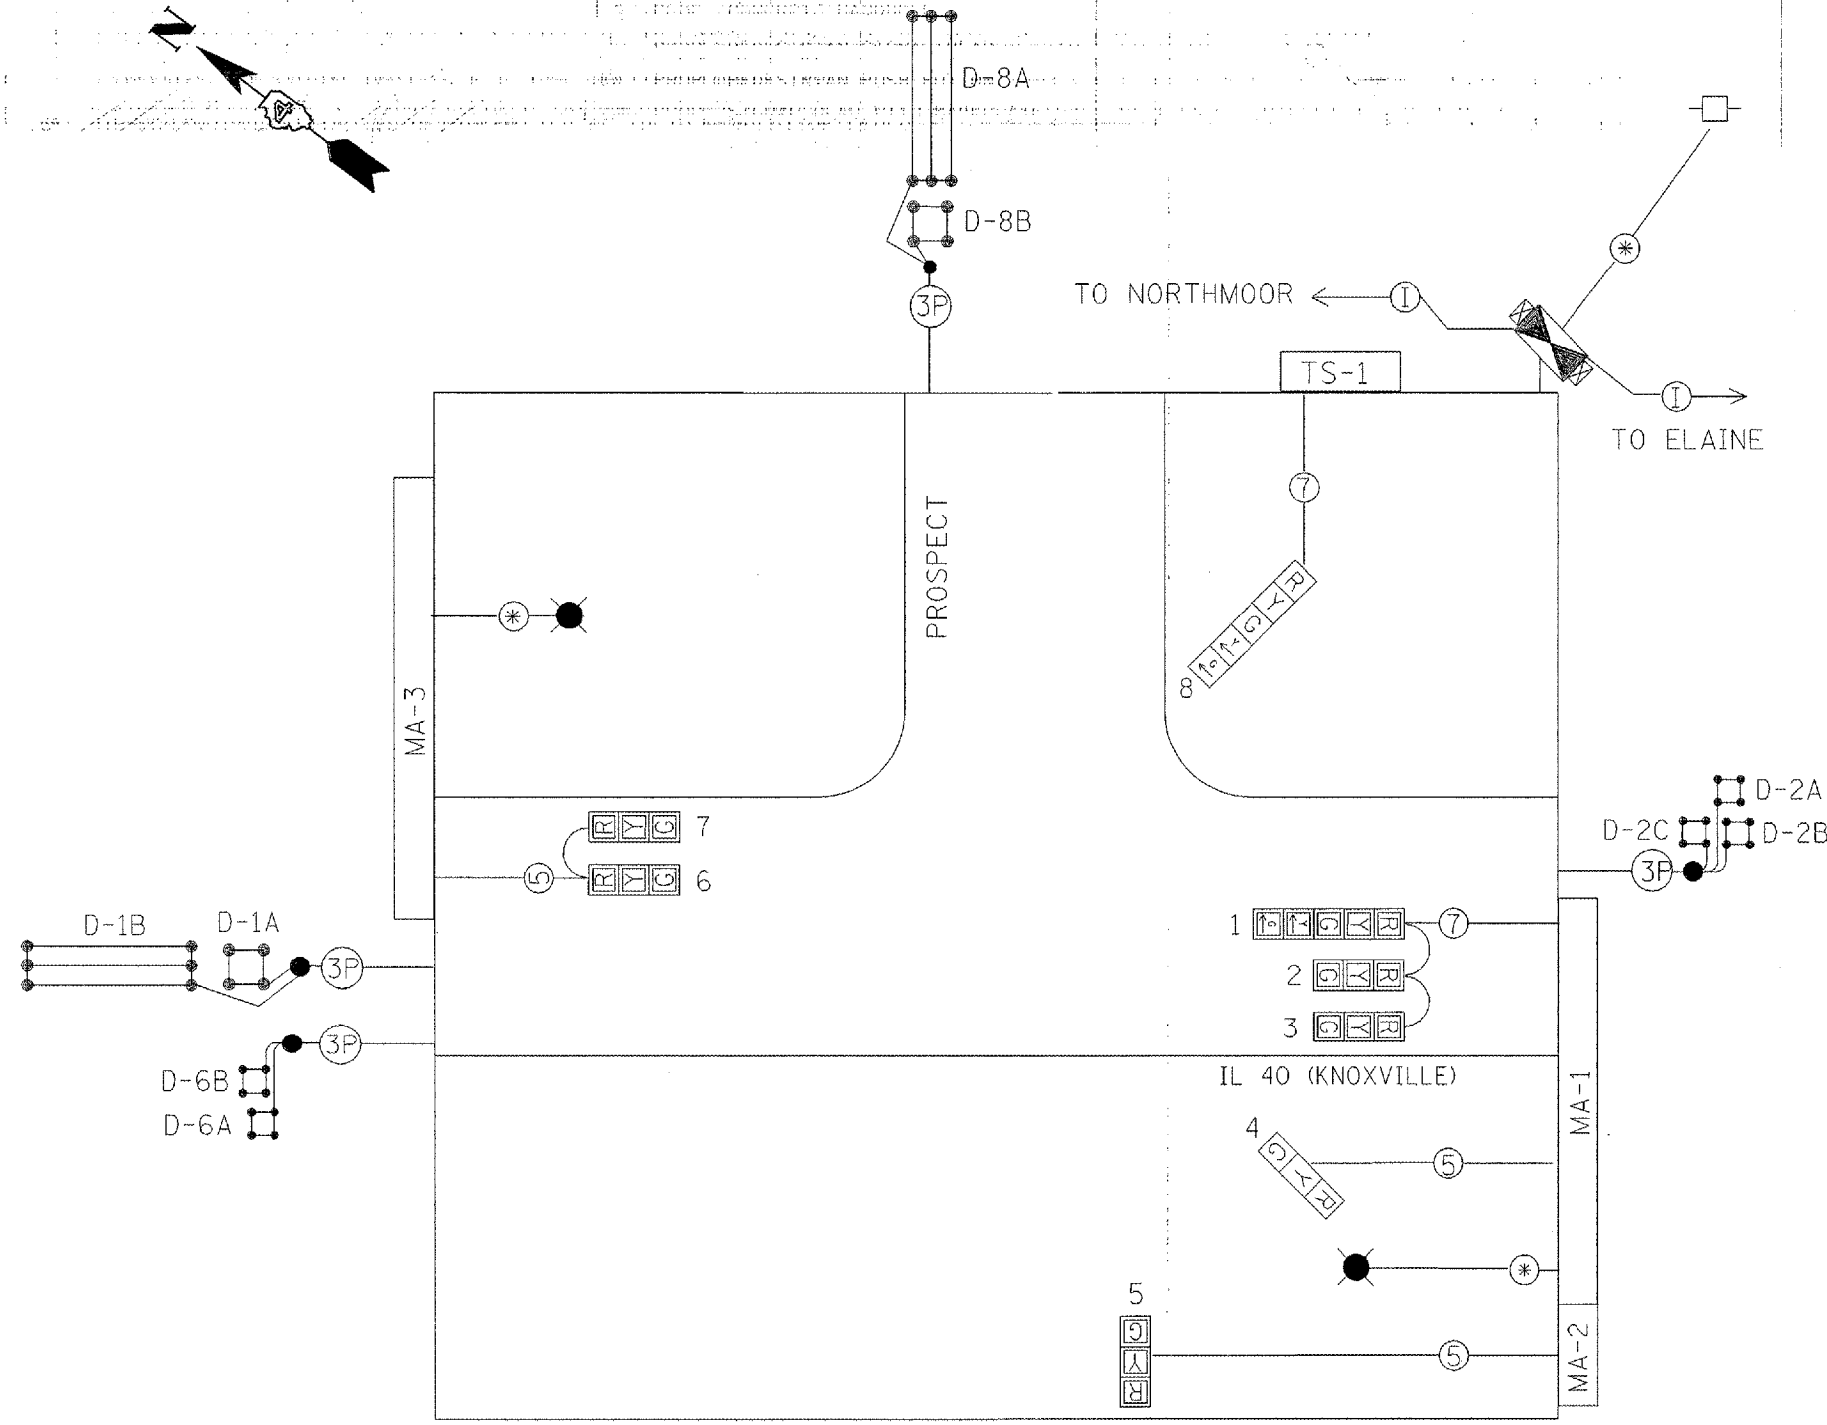 N
4
D-8A
D-8B
3P
TO NORTHMOOR
I
*
TS-1
I
TO ELAINE
PROSPECT
7
R Y G Y G
8
*
MA-3
R Y G 7
5
R Y G 6
D-2A
D-2C
D-2B
3P
D-1B
D-1A
3P
1 G Y G Y R
7
2 G Y R
3 G Y R
3P
D-6B
D-6A
IL 40 (KNOXVILLE)
MA-1
4
G Y R
5
*
5
G Y R
5
MA-2